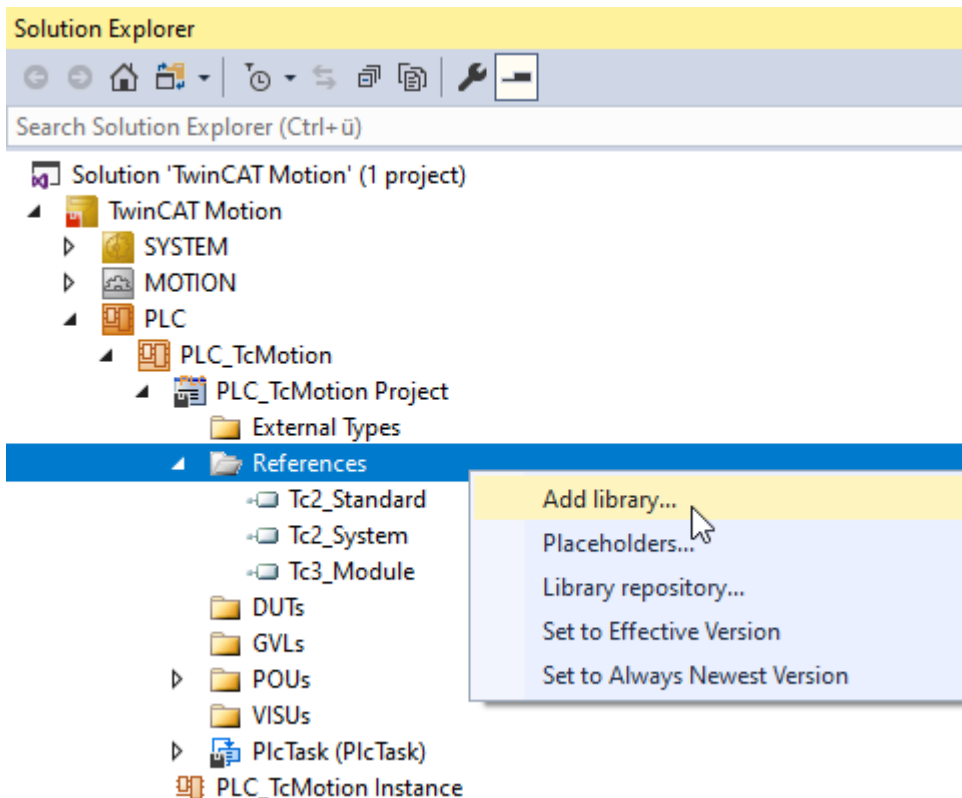 Solution Explorer
Search Solution Explorer (Ctrl+ü)
Solution 'TwinCAT Motion' (1 project)
TwinCAT Motion
SYSTEM
MOTION
PLC
PLC_TcMotion
PLC_TcMotion Project
External Types
References
Tc2_Standard
Tc2_System
Tc3_Module
DUTs
GVLs
POUs
VISUs
PlcTask (PlcTask)
PLC_TcMotion Instance
Add library...
Placeholders...
Library repository...
Set to Effective Version
Set to Always Newest Version